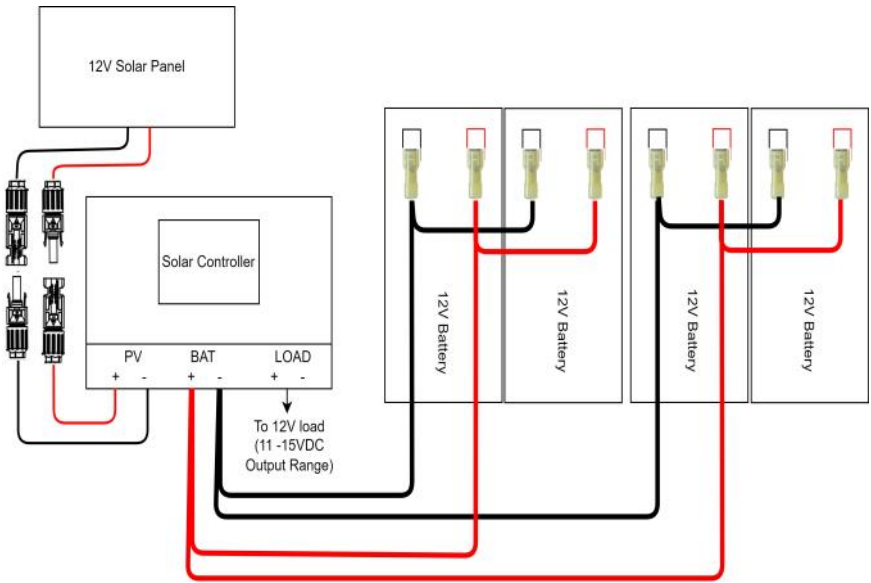 12V Solar Panel
Solar Controller
PV BAT LOAD
+ - + - + -
To 12V load
(11 -15VDC
Output Range)
12V Battery
12V Battery
12V Battery
12V Battery